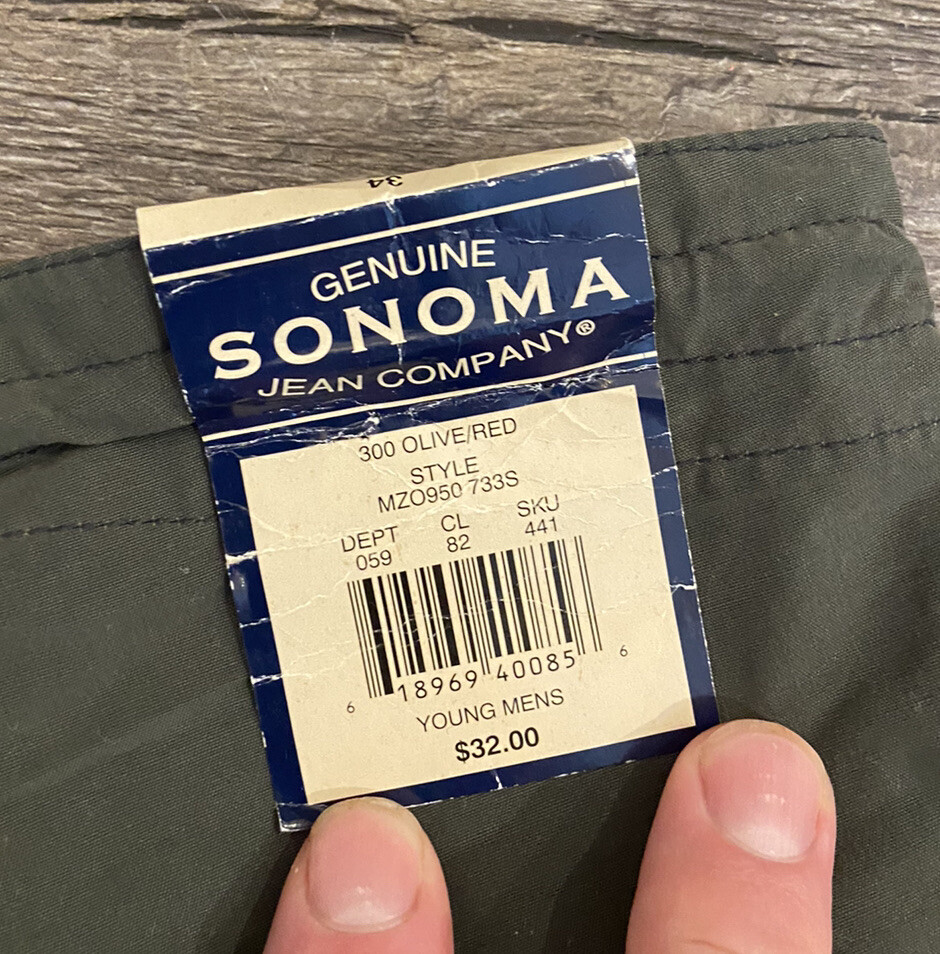 34
GENUINE
SONOMA
JEAN COMPANY®
300 OLIVE/RED
STYLE
MZO950 733S
DEPT CL SKU
059 82 441
6 18969 40085 6
YOUNG MENS
$32.00